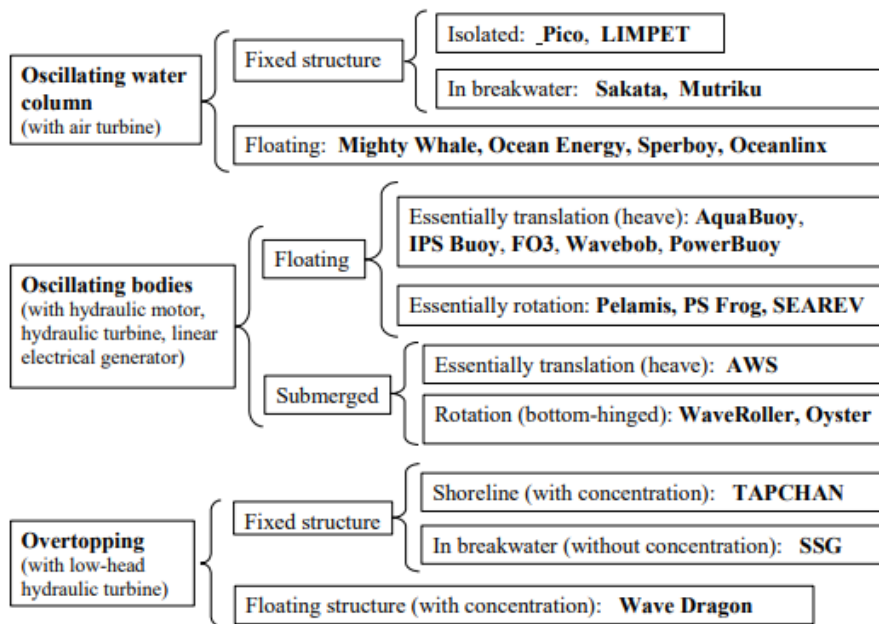 Oscillating water
column
(with air turbine)
Fixed structure
Isolated: _Pico, LIMPET
In breakwater: Sakata, Mutriku
Floating: Mighty Whale, Ocean Energy, Sperboy, Oceanlinx
Oscillating bodies
(with hydraulic motor,
hydraulic turbine, linear
electrical generator)
Floating
Essentially translation (heave): AquaBuoy,
IPS Buoy, FO3, Wavebob, PowerBuoy
Essentially rotation: Pelamis, PS Frog, SEAREV
Submerged
Essentially translation (heave): AWS
Rotation (bottom-hinged): WaveRoller, Oyster
Overtopping
(with low-head
hydraulic turbine)
Fixed structure
Shoreline (with concentration): TAPCHAN
In breakwater (without concentration): SSG
Floating structure (with concentration): Wave Dragon